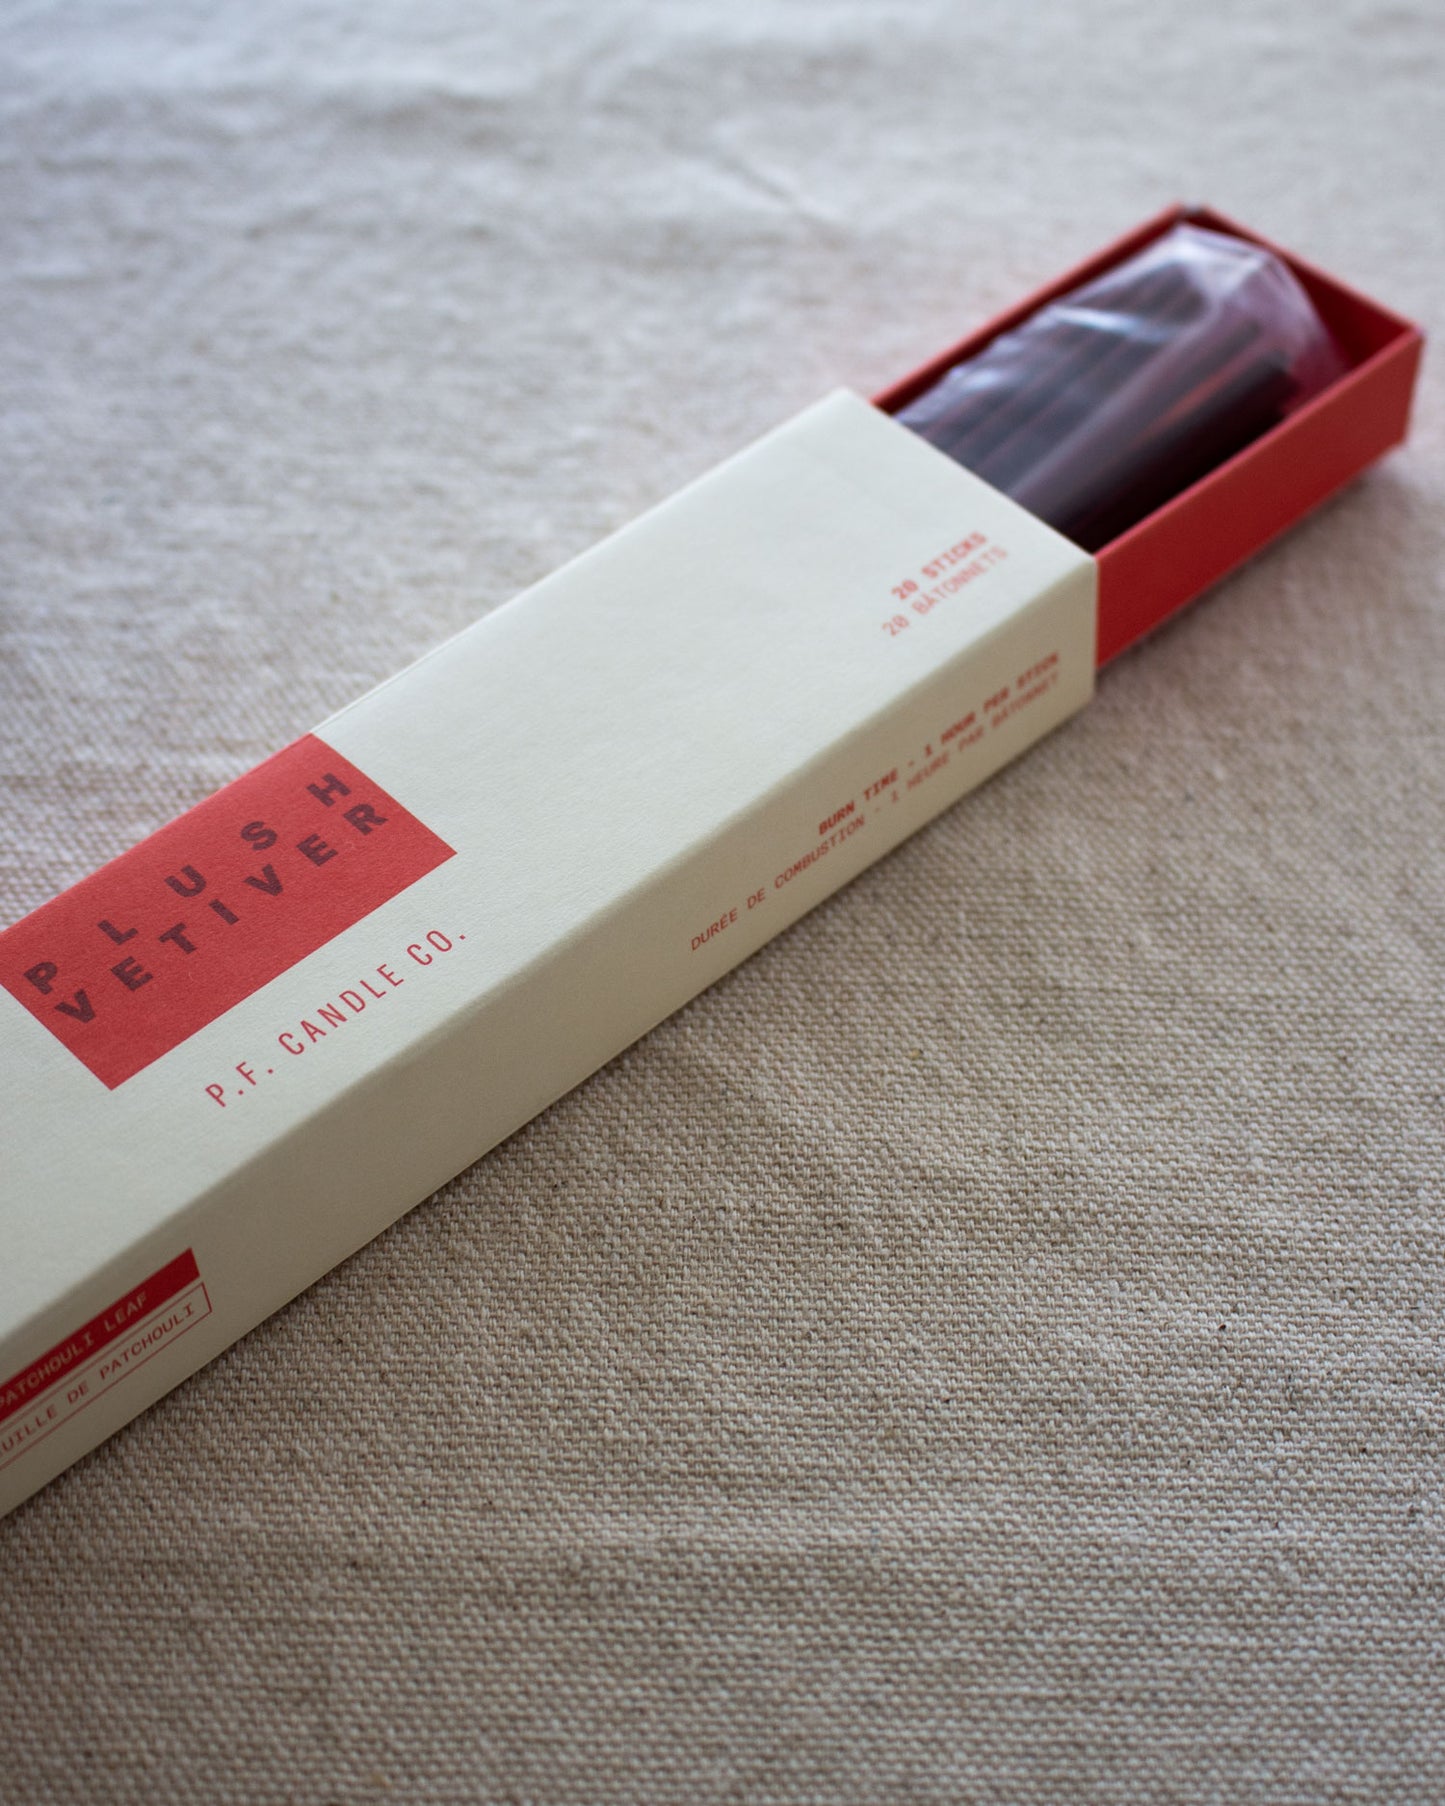 20 STICKS
20 BÂTONNETS
PLUSH
VETIVER
P.F. CANDLE CO.
BURN TIME - 1 HOUR PER STICK
DURÉE DE COMBUSTION - 1 HEURE PAR BÂTONNET
PATCHOULI LEAF
DE PATCHOULI